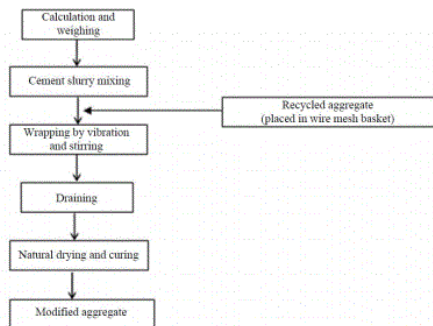 Calculation and
weighing
Cement slurry mixing
Recycled aggregate
(placed in wire mesh basket)
Wrapping by vibration
and stirring
Draining
Natural drying and curing
Modified aggregate